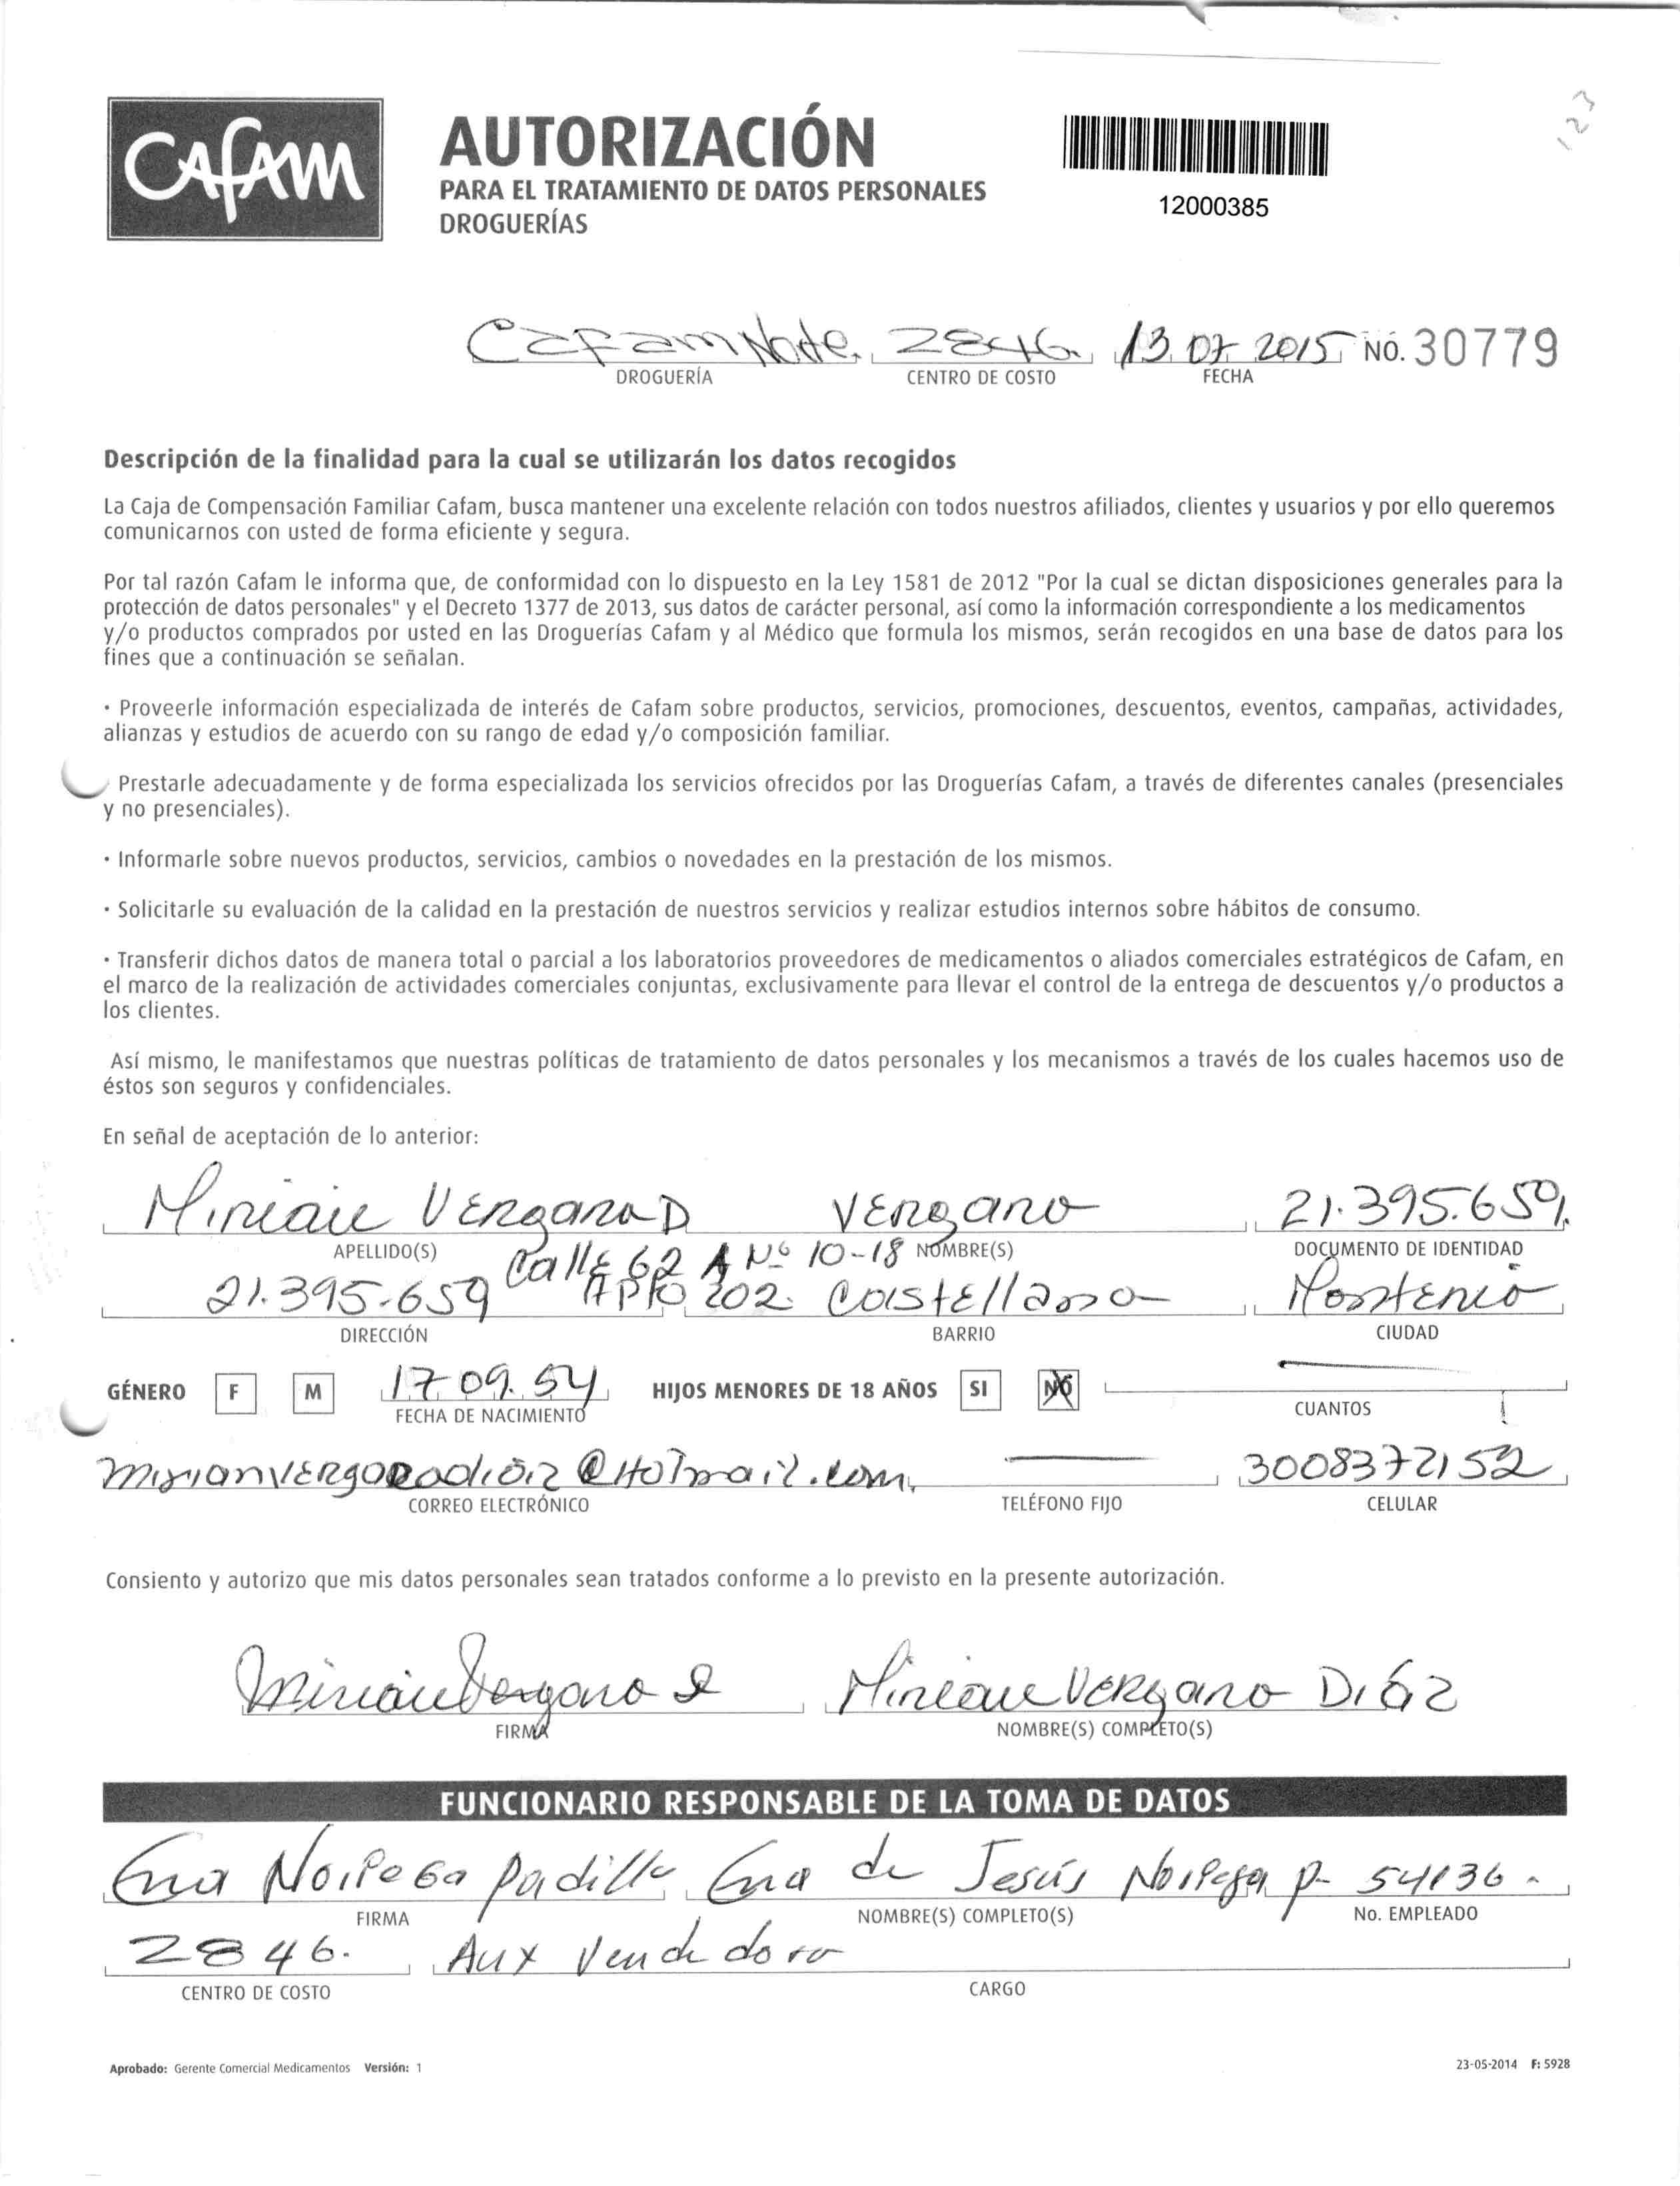 CAFAM
AUTORIZACIÓN
PARA EL TRATAMIENTO DE DATOS PERSONALES
DROGUERÍAS
12000385
123
Cafam Norte. 2846. 13 07 2015 NO. 30779
DROGUERÍA CENTRO DE COSTO FECHA
Descripción de la finalidad para la cual se utilizarán los datos recogidos
La Caja de Compensación Familiar Cafam, busca mantener una excelente relación con todos nuestros afiliados, clientes y usuarios y por ello queremos
comunicarnos con usted de forma eficiente y segura.
Por tal razón Cafam le informa que, de conformidad con lo dispuesto en la Ley 1581 de 2012 "Por la cual se dictan disposiciones generales para la
protección de datos personales" y el Decreto 1377 de 2013, sus datos de carácter personal, así como la información correspondiente a los medicamentos
y/o productos comprados por usted en las Droguerías Cafam y al Médico que formula los mismos, serán recogidos en una base de datos para los
fines que a continuación se señalan.
· Proveerle información especializada de interés de Cafam sobre productos, servicios, promociones, descuentos, eventos, campañas, actividades,
alianzas y estudios de acuerdo con su rango de edad y/o composición familiar.
Prestarle adecuadamente y de forma especializada los servicios ofrecidos por las Droguerías Cafam, a través de diferentes canales (presenciales
y no presenciales).
· Informarle sobre nuevos productos, servicios, cambios o novedades en la prestación de los mismos.
· Solicitarle su evaluación de la calidad en la prestación de nuestros servicios y realizar estudios internos sobre hábitos de consumo.
· Transferir dichos datos de manera total o parcial a los laboratorios proveedores de medicamentos o aliados comerciales estratégicos de Cafam, en
el marco de la realización de actividades comerciales conjuntas, exclusivamente para llevar el control de la entrega de descuentos y/o productos a
los clientes.
Así mismo, le manifestamos que nuestras políticas de tratamiento de datos personales y los mecanismos a través de los cuales hacemos uso de
éstos son seguros y confidenciales.
En señal de aceptación de lo anterior:
Miriam Vergara D Vergara 21.395.659
APELLIDO(S) NOMBRE(S) DOCUMENTO DE IDENTIDAD
Calle 62 A Nº 10-18
21.395.659 Apto 202. Castellana Montería
DIRECCIÓN BARRIO CIUDAD
GÉNERO F M 17 09. 54 HIJOS MENORES DE 18 AÑOS SI NO
FECHA DE NACIMIENTO CUANTOS
miriamvergaradiaz@Hotmail.com. 3008372152
CORREO ELECTRÓNICO TELÉFONO FIJO CELULAR
Consiento y autorizo que mis datos personales sean tratados conforme a lo previsto en la presente autorización.
Miriam Vergara D Miriam Vergara Díaz
FIRMA NOMBRE(S) COMPLETO(S)
FUNCIONARIO RESPONSABLE DE LA TOMA DE DATOS
Ena Noriega Padilla Ena de Jesús Noriega P- 54136.
FIRMA NOMBRE(S) COMPLETO(S) No. EMPLEADO
2846. Aux Vendedora
CENTRO DE COSTO CARGO
Aprobado: Gerente Comercial Medicamentos Versión: 1 23-05-2014 F: 5928